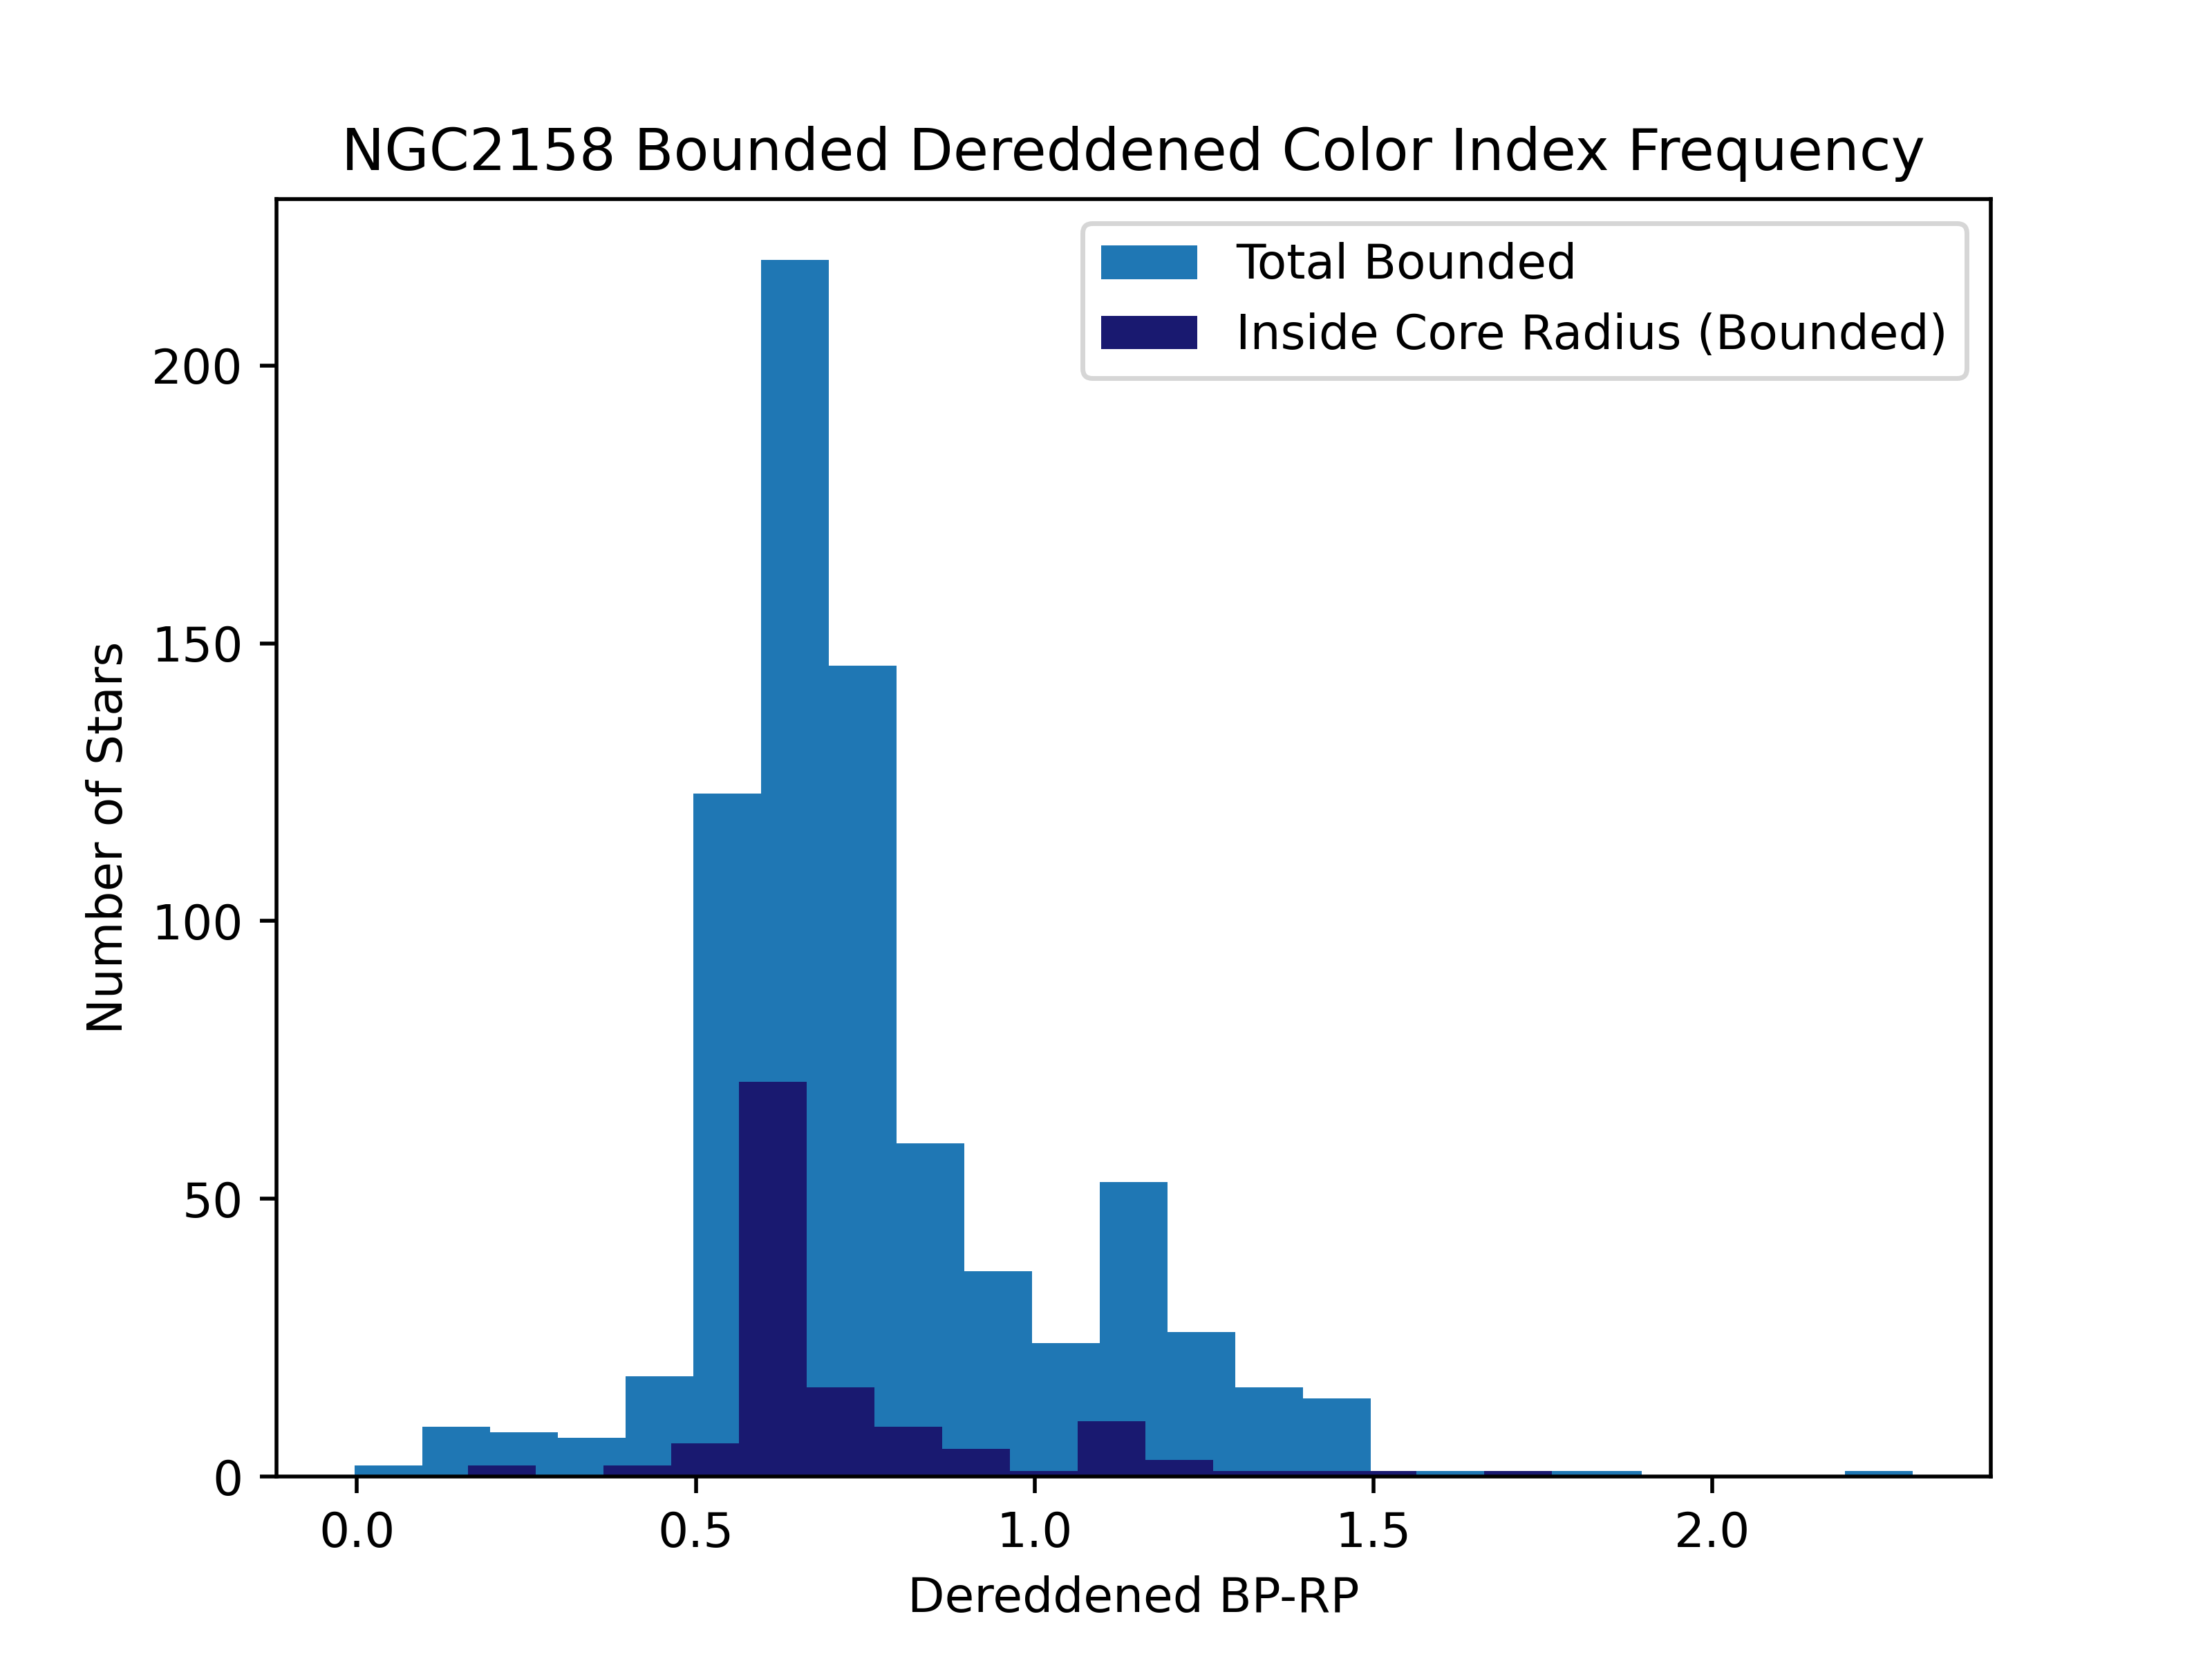 NGC2158 Bounded Dereddened Color Index Frequency
Total Bounded
Inside Core Radius (Bounded)
Number of Stars
200
150
100
50
0
0.0 0.5 1.0 1.5 2.0
Dereddened BP-RP